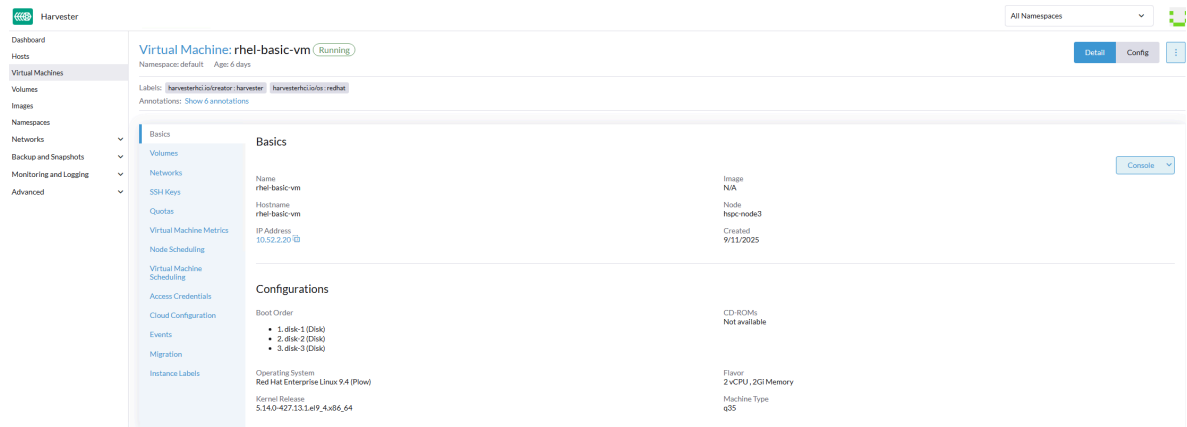 Harvester
All Namespaces
Dashboard
Hosts
Virtual Machines
Volumes
Images
Namespaces
Networks
Backup and Snapshots
Monitoring and Logging
Advanced
Virtual Machine: rhel-basic-vm Running
Namespace: default Age: 6 days
Detail
Config
Labels: harvesterhci.io/creator : harvester harvesterhci.io/os : redhat
Annotations: Show 6 annotations
Basics
Volumes
Networks
SSH Keys
Quotas
Virtual Machine Metrics
Node Scheduling
Virtual Machine
Scheduling
Access Credentials
Cloud Configuration
Events
Migration
Instance Labels
Basics
Console
Name
rhel-basic-vm
Image
N/A
Hostname
rhel-basic-vm
Node
hspc-node3
IP Address
10.52.2.20
Created
9/11/2025
Configurations
Boot Order
1. disk-1 (Disk)
2. disk-2 (Disk)
3. disk-3 (Disk)
CD-ROMs
Not available
Operating System
Red Hat Enterprise Linux 9.4 (Plow)
Flavor
2 vCPU , 2Gi Memory
Kernel Release
5.14.0-427.13.1.el9_4.x86_64
Machine Type
q35